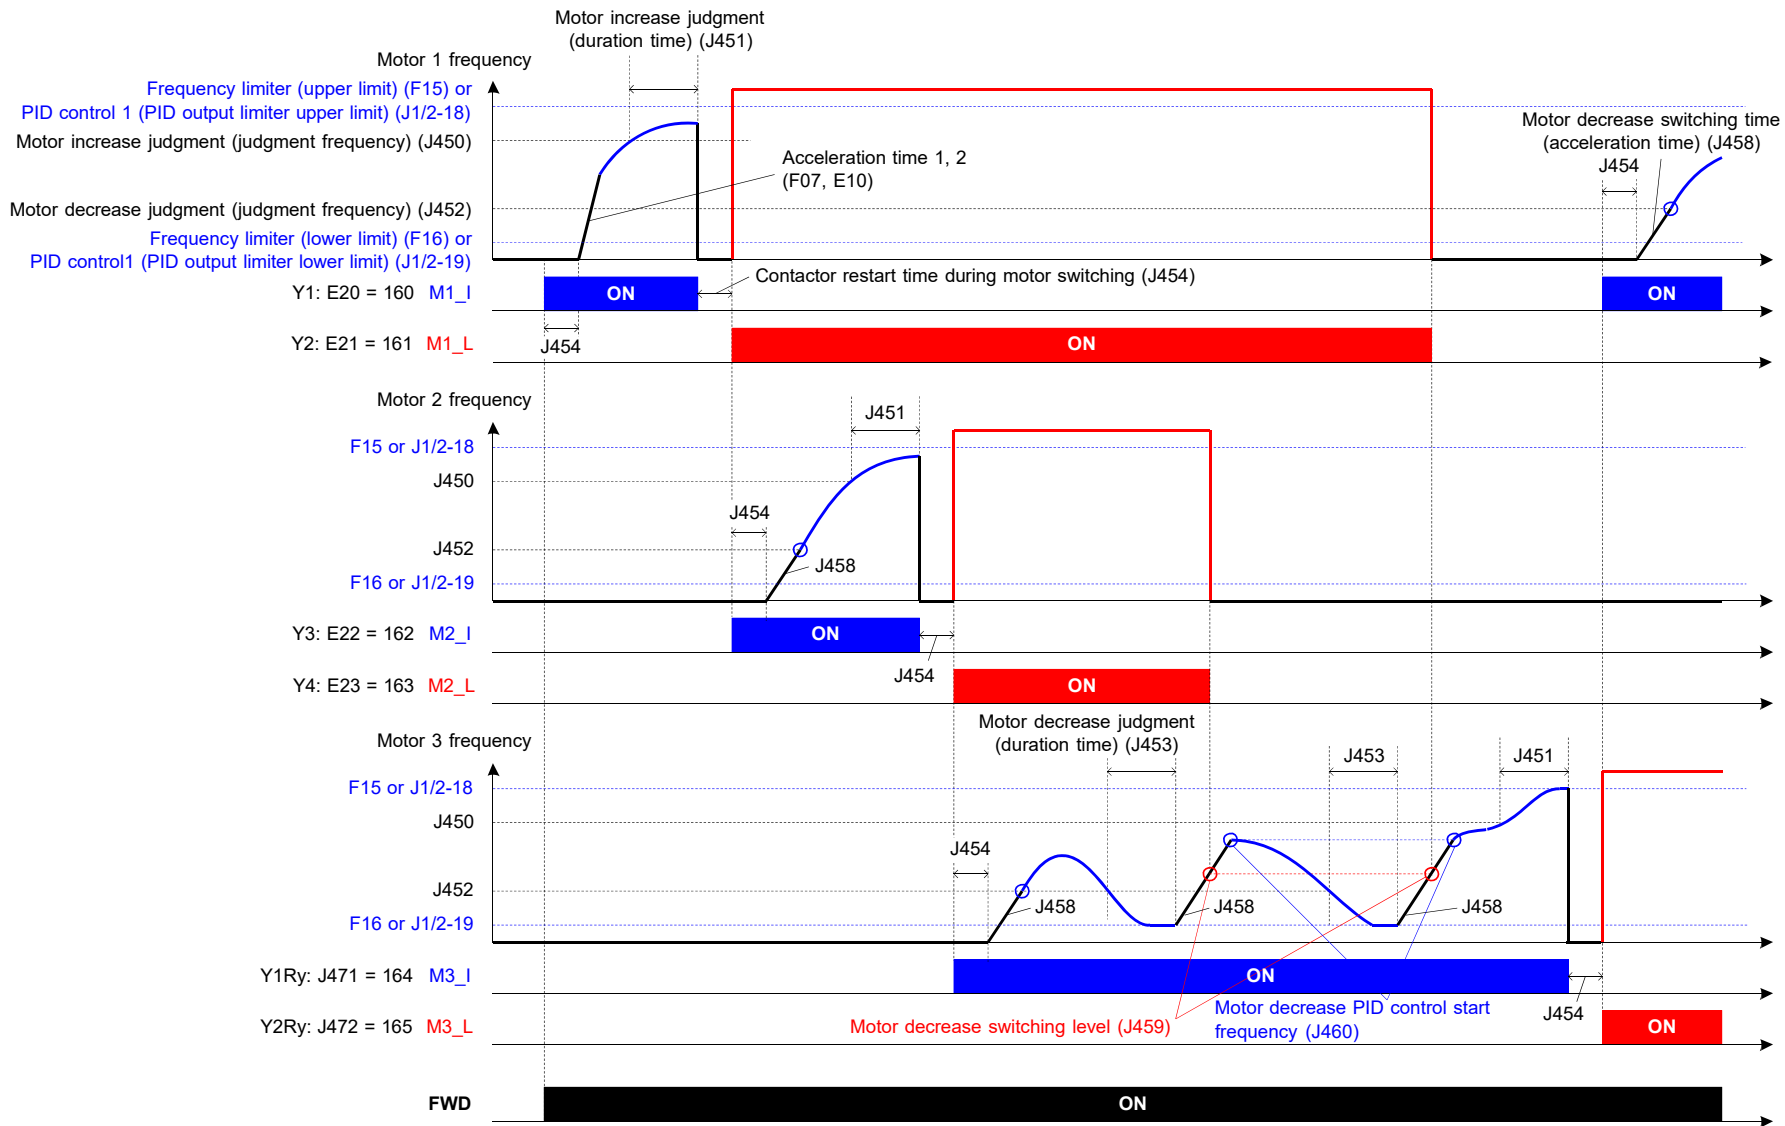 Motor increase judgment
(duration time) (J451)
Motor 1 frequency
Frequency limiter (upper limit) (F15) or
PID control 1 (PID output limiter upper limit) (J1/2-18)
Motor increase judgment (judgment frequency) (J450)
Acceleration time 1, 2
(F07, E10)
Motor decrease switching time
(acceleration time) (J458)
J454
Motor decrease judgment (judgment frequency) (J452)
Frequency limiter (lower limit) (F16) or
PID control1 (PID output limiter lower limit) (J1/2-19)
Contactor restart time during motor switching (J454)
Y1: E20 = 160 M1_I
ON
ON
J454
Y2: E21 = 161 M1_L
ON
Motor 2 frequency
J451
F15 or J1/2-18
J450
J454
J452
J458
F16 or J1/2-19
Y3: E22 = 162 M2_I
ON
J454
Y4: E23 = 163 M2_L
ON
Motor decrease judgment
(duration time) (J453)
Motor 3 frequency
J453
J451
F15 or J1/2-18
J450
J454
J452
J458
J458
J458
F16 or J1/2-19
Y1Ry: J471 = 164 M3_I
ON
J454
Motor decrease PID control start
frequency (J460)
Motor decrease switching level (J459)
Y2Ry: J472 = 165 M3_L
ON
FWD
ON